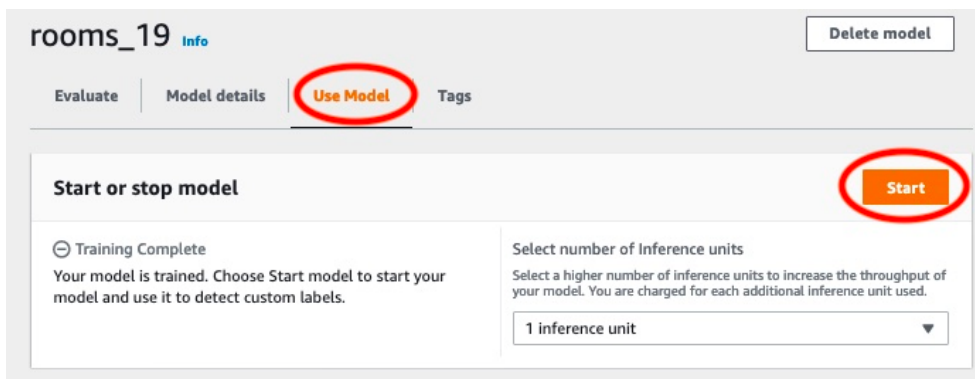 rooms_19 Info
Delete model
Evaluate
Model details
Use Model
Tags
Start or stop model
Start
Training Complete
Your model is trained. Choose Start model to start your
model and use it to detect custom labels.
Select number of Inference units
Select a higher number of inference units to increase the throughput of
your model. You are charged for each additional inference unit used.
1 inference unit